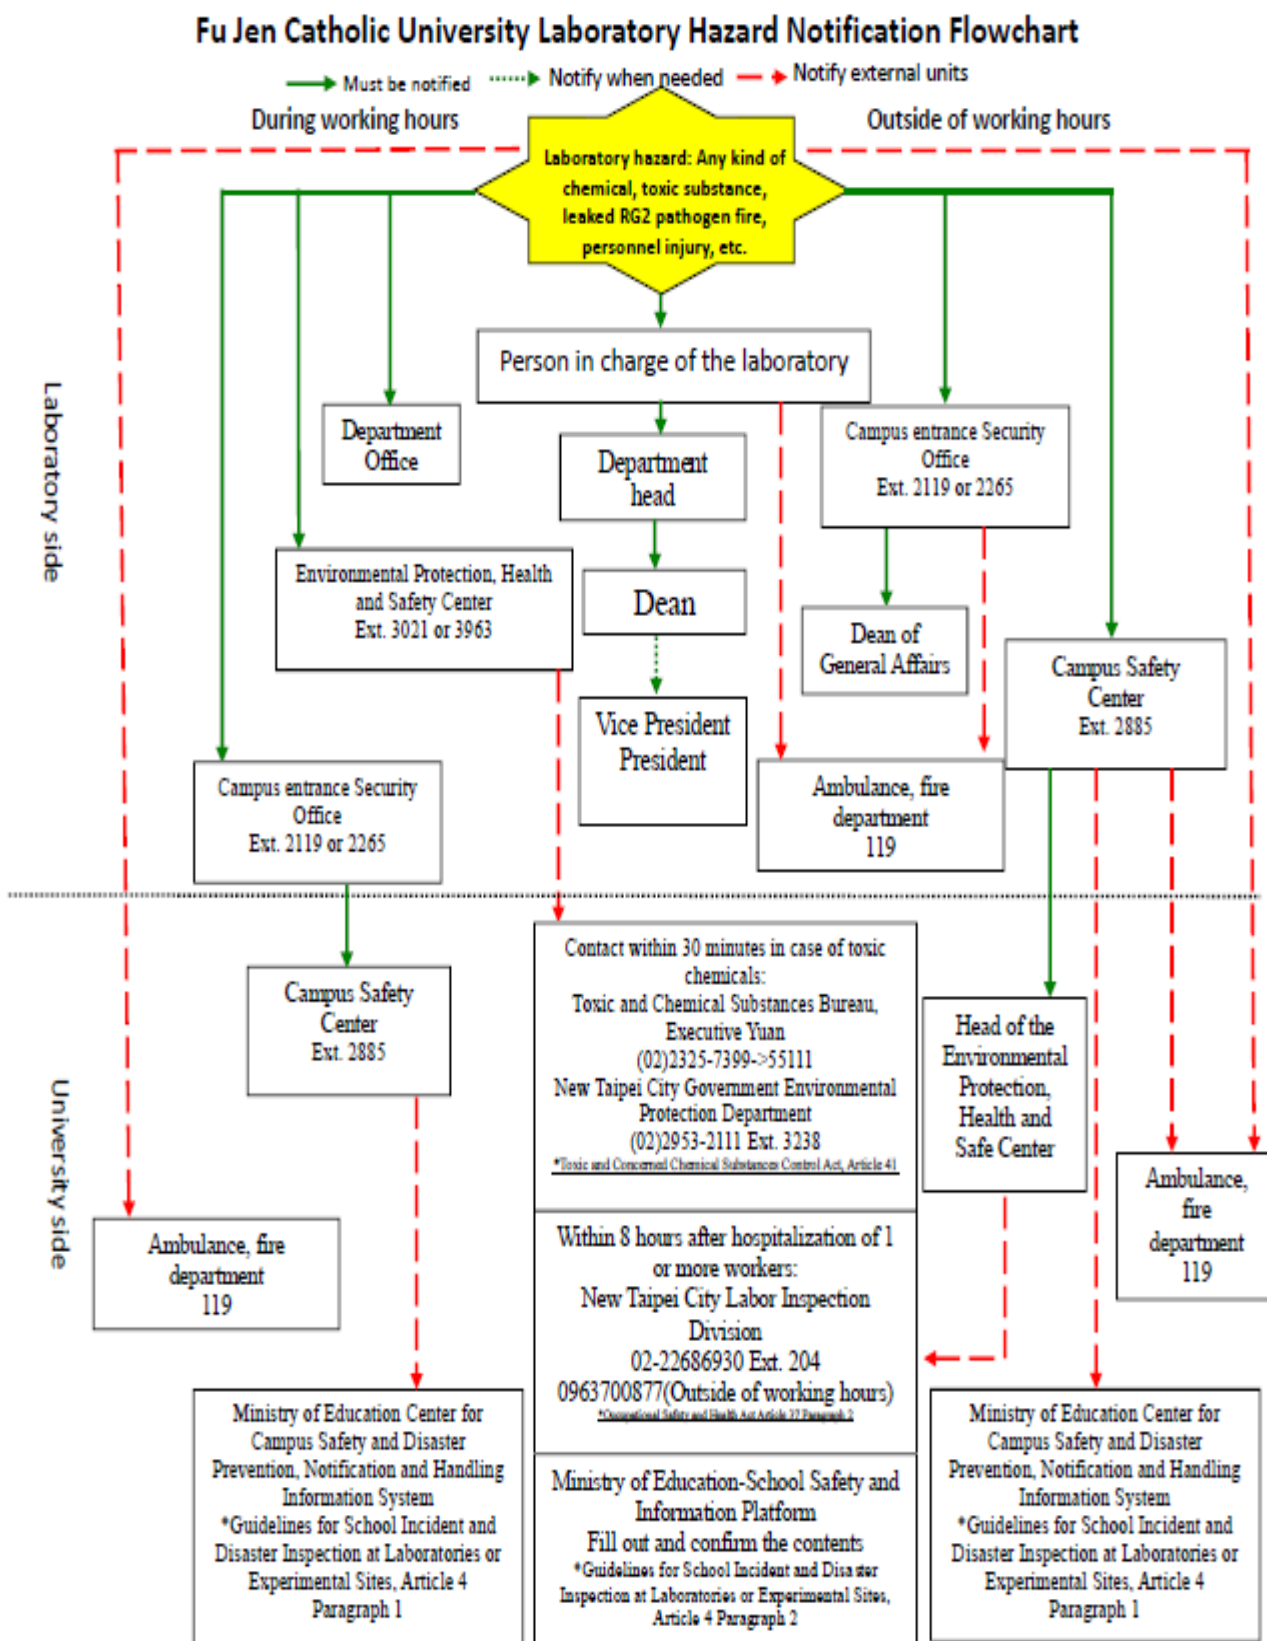 Fu Jen Catholic University Laboratory Hazard Notification Flowchart
Must be notified
Notify when needed
Notify external units
During working hours
Outside of working hours
Laboratory hazard: Any kind of
chemical, toxic substance,
leaked RG2 pathogen fire,
personnel injury, etc.
Person in charge of the laboratory
Laboratory side
Department
Office
Department
head
Campus entrance Security
Office
Ext. 2119 or 2265
Environmental Protection, Health
and Safety Center
Ext. 3021 or 3963
Dean
Dean of
General Affairs
Campus Safety
Center
Ext. 2885
Vice President
President
Campus entrance Security
Office
Ext. 2119 or 2265
Ambulance, fire
department
119
University side
Campus Safety
Center
Ext. 2885
Contact within 30 minutes in case of toxic
chemicals:
Toxic and Chemical Substances Bureau,
Executive Yuan
(02)2325-7399->55111
New Taipei City Government Environmental
Protection Department
(02)2953-2111 Ext. 3238
*Toxic and Concerned Chemical Substances Control Act, Article 41
Head of the
Environmental
Protection,
Health and
Safe Center
Ambulance,
fire
department
119
Ambulance, fire
department
119
Within 8 hours after hospitalization of 1
or more workers:
New Taipei City Labor Inspection
Division
02-22686930 Ext. 204
0963700877(Outside of working hours)
*Occupational Safety and Health Act Article 37 Paragraph 2
Ministry of Education Center for
Campus Safety and Disaster
Prevention, Notification and Handling
Information System
*Guidelines for School Incident and
Disaster Inspection at Laboratories or
Experimental Sites, Article 4
Paragraph 1
Ministry of Education-School Safety and
Information Platform
Fill out and confirm the contents
*Guidelines for School Incident and Disaster
Inspection at Laboratories or Experimental Sites,
Article 4 Paragraph 2
Ministry of Education Center for
Campus Safety and Disaster
Prevention, Notification and Handling
Information System
*Guidelines for School Incident and
Disaster Inspection at Laboratories or
Experimental Sites, Article 4
Paragraph 1